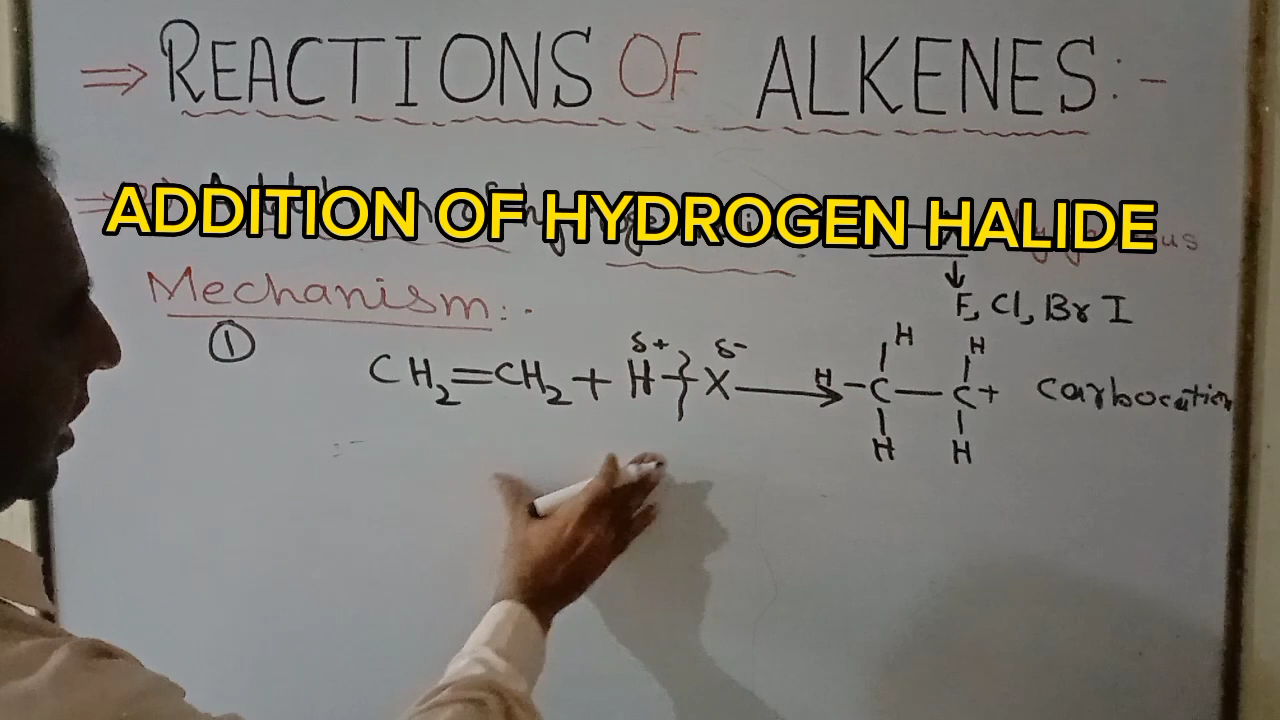 ⇒ REACTIONS OF ALKENES:-
ADDITION OF HYDROGEN HALIDE
F, Cl, Br I
Mechanism:-
①
CH₂=CH₂ + H δ+ X δ- → H-C-C+ H H H H Carbocation